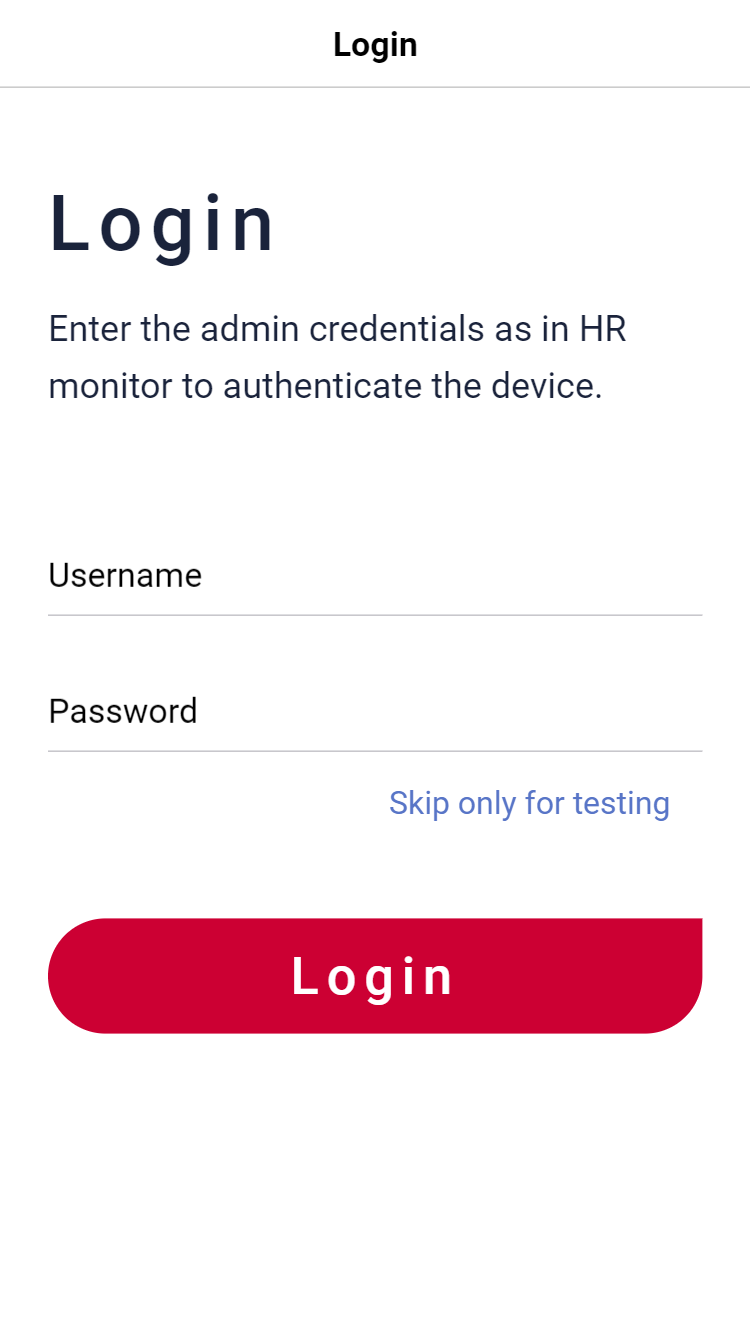 Login
Login
Enter the admin credentials as in HR
monitor to authenticate the device.
Username
Password
Skip only for testing
Login